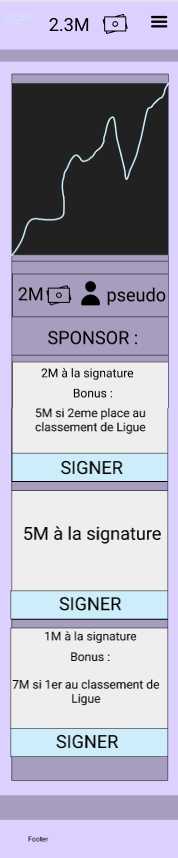 2.3M
2M pseudo
SPONSOR :
2M à la signature
Bonus :
5M si 2eme place au
classement de Ligue
SIGNER
5M à la signature
SIGNER
1M à la signature
Bonus :
7M si 1er au classement de
Ligue
SIGNER
Footer